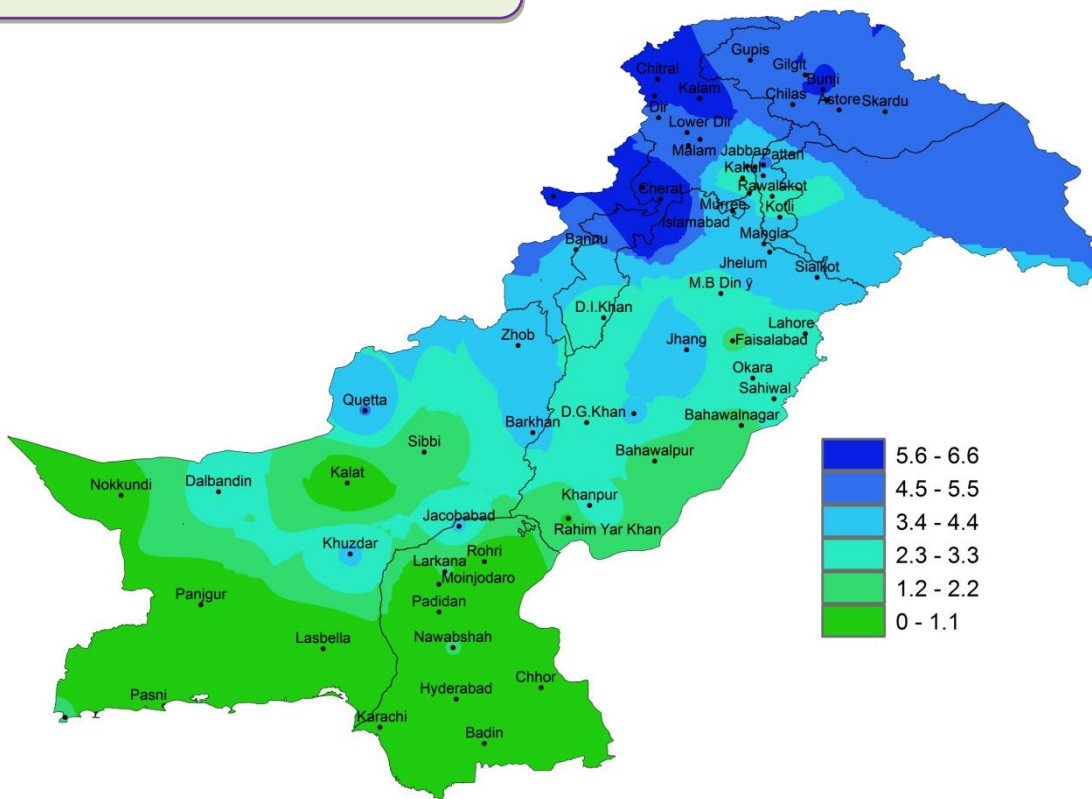 Gupis
Gilgit
Chitral
Bunji
Kalam
Chilas
Astore Skardu
Dir
Lower Dir
Malam Jabba
Pattan
Kakul
Cherat
Rawalakot
Murree
Kotli
Islamabad
Bannu
Mangla
Jhelum
Sialkot
M.B Din ÿ
D.I.Khan
Lahore
Zhob
Jhang
Faisalabad
Okara
Sahiwal
Quetta
D.G.Khan
Bahawalnagar
Barkhan
Sibbi
Bahawalpur
Kalat
Nokkundi
Dalbandin
Khanpur
Jacobabad
Rahim Yar Khan
Khuzdar
Rohri
Larkana
Moinjodaro
Panjgur
Padidan
Lasbella
Nawabshah
Chhor
Pasni
Hyderabad
Karachi
Badin
5.6 - 6.6
4.5 - 5.5
3.4 - 4.4
2.3 - 3.3
1.2 - 2.2
0 - 1.1